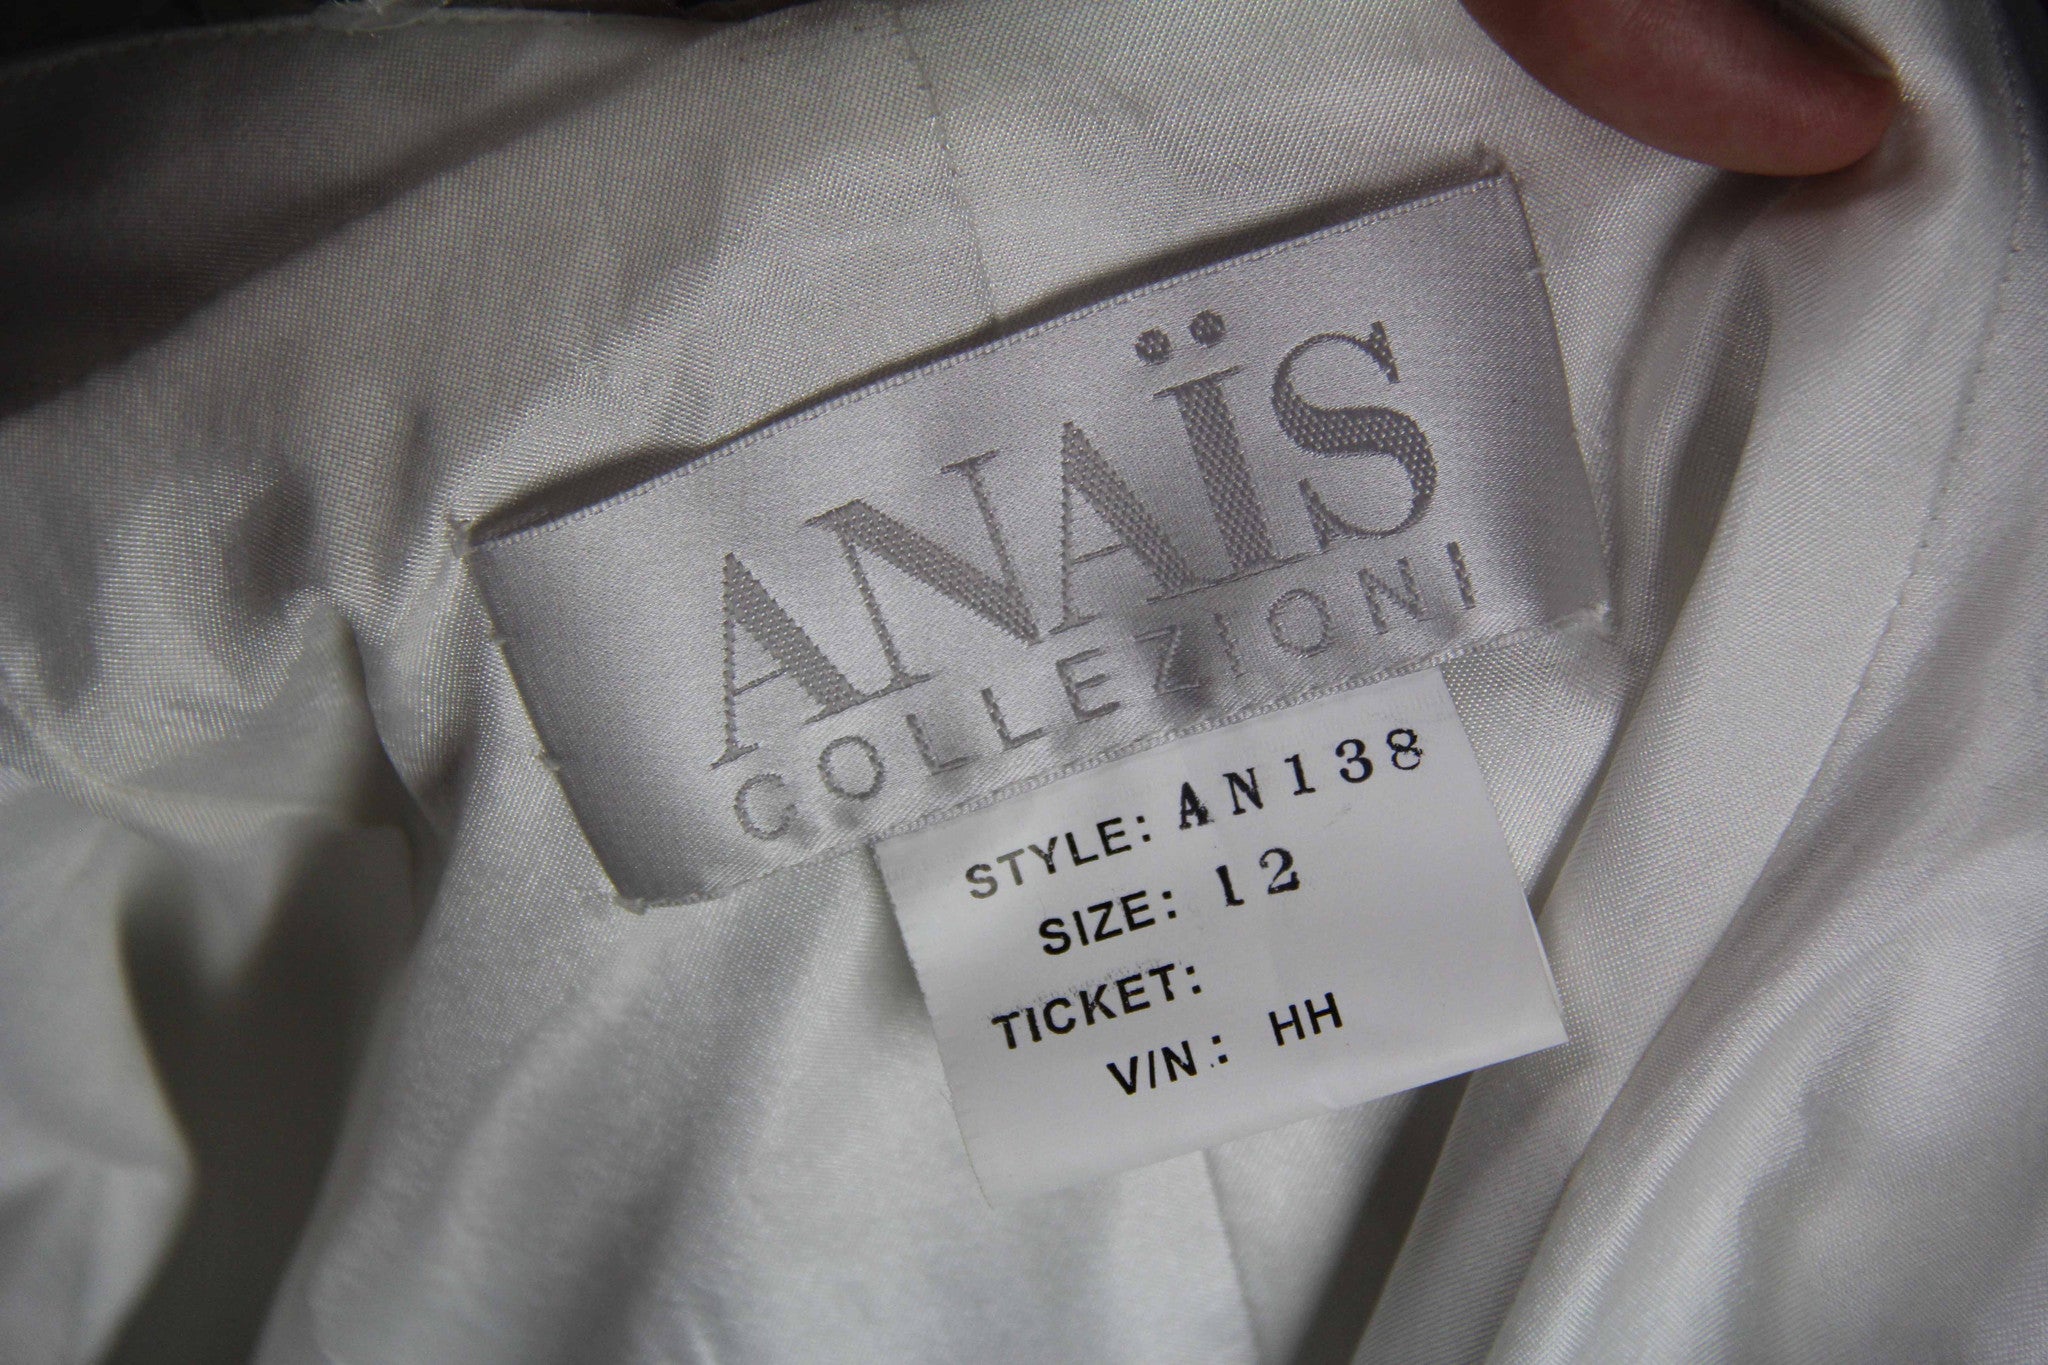 ANAÏS
COLLEZIONI
STYLE: AN138
SIZE: 12
TICKET:
V/N: HH